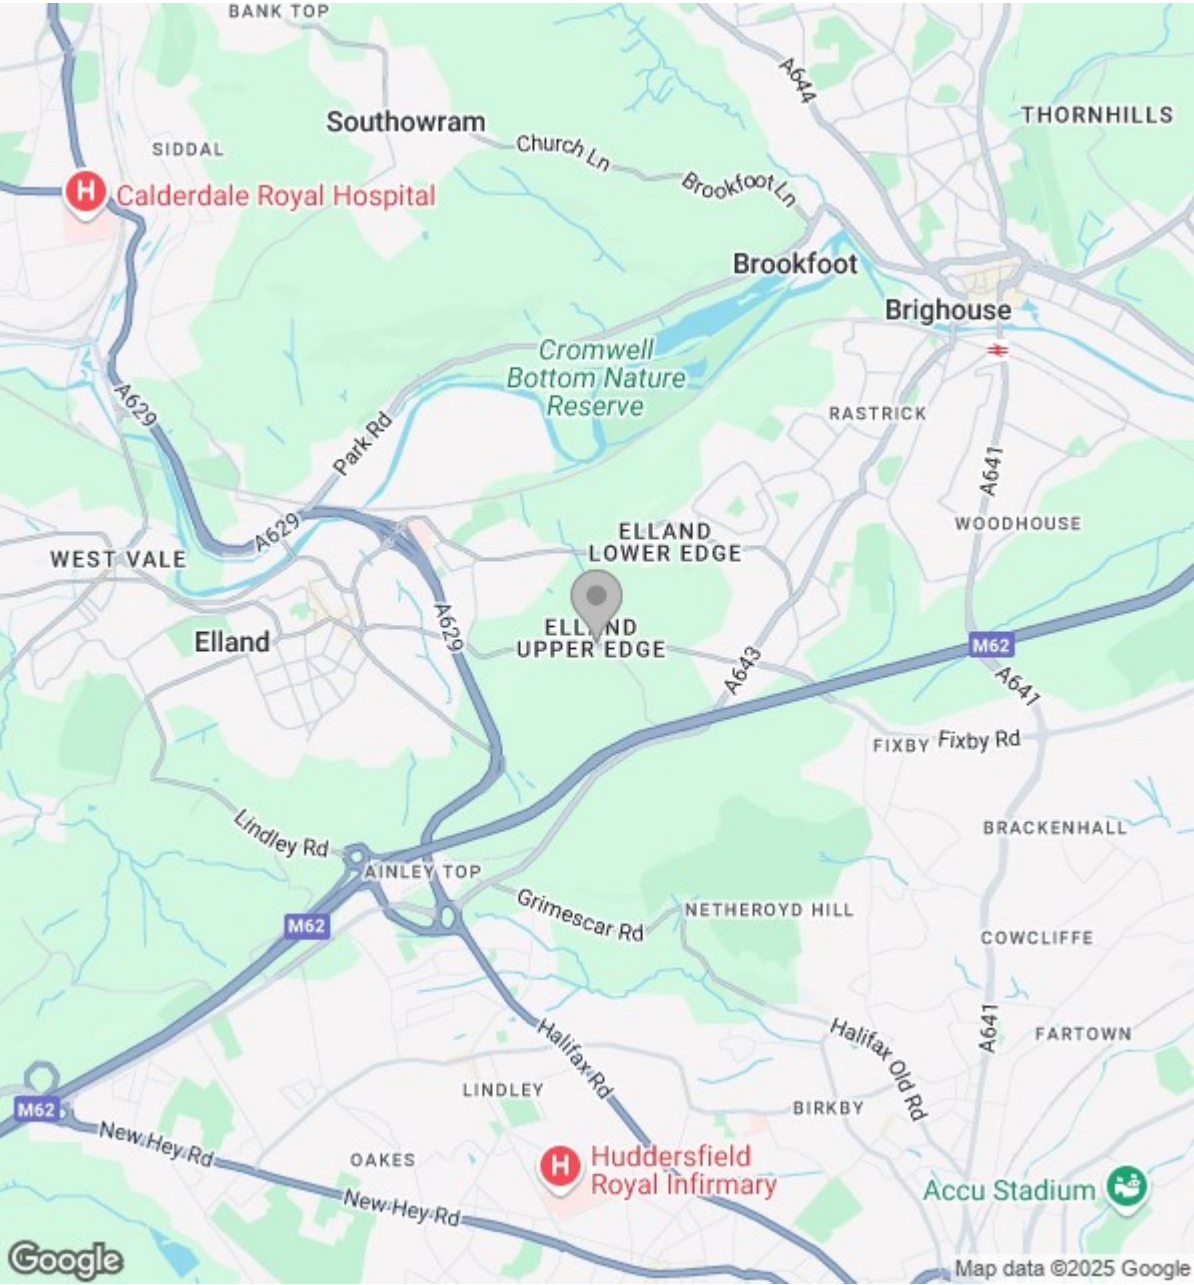 BANK TOP
A644
Southowram
THORNHILLS
Church Ln
SIDDAL
Brookfoot Ln
Calderdale Royal Hospital
H
Brookfoot
Brighouse
Cromwell
Bottom Nature
Reserve
A629
RASTRICK
Park Rd
A641
A629
ELLAND
LOWER EDGE
WOODHOUSE
WEST VALE
A629
ELLAND
UPPER EDGE
Elland
M62
A643
A641
FIXBY
Fixby Rd
Lindley Rd
BRACKENHALL
AINLEY TOP
Grimescar Rd
NETHEROYD HILL
M62
COWCLIFFE
A641
Halifax Rd
Halifax Old Rd
FARTOWN
LINDLEY
M62
BIRKBY
New Hey Rd
OAKES
H
Huddersfield
Royal Infirmary
Accu Stadium
New Hey Rd
Google
Map data ©2025 Google